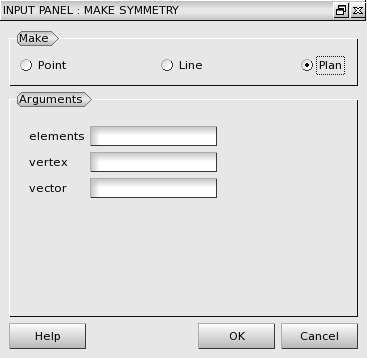 INPUT PANEL : MAKE SYMMETRY
Make
Point Line Plan
Arguments
elements
vertex
vector
Help OK Cancel